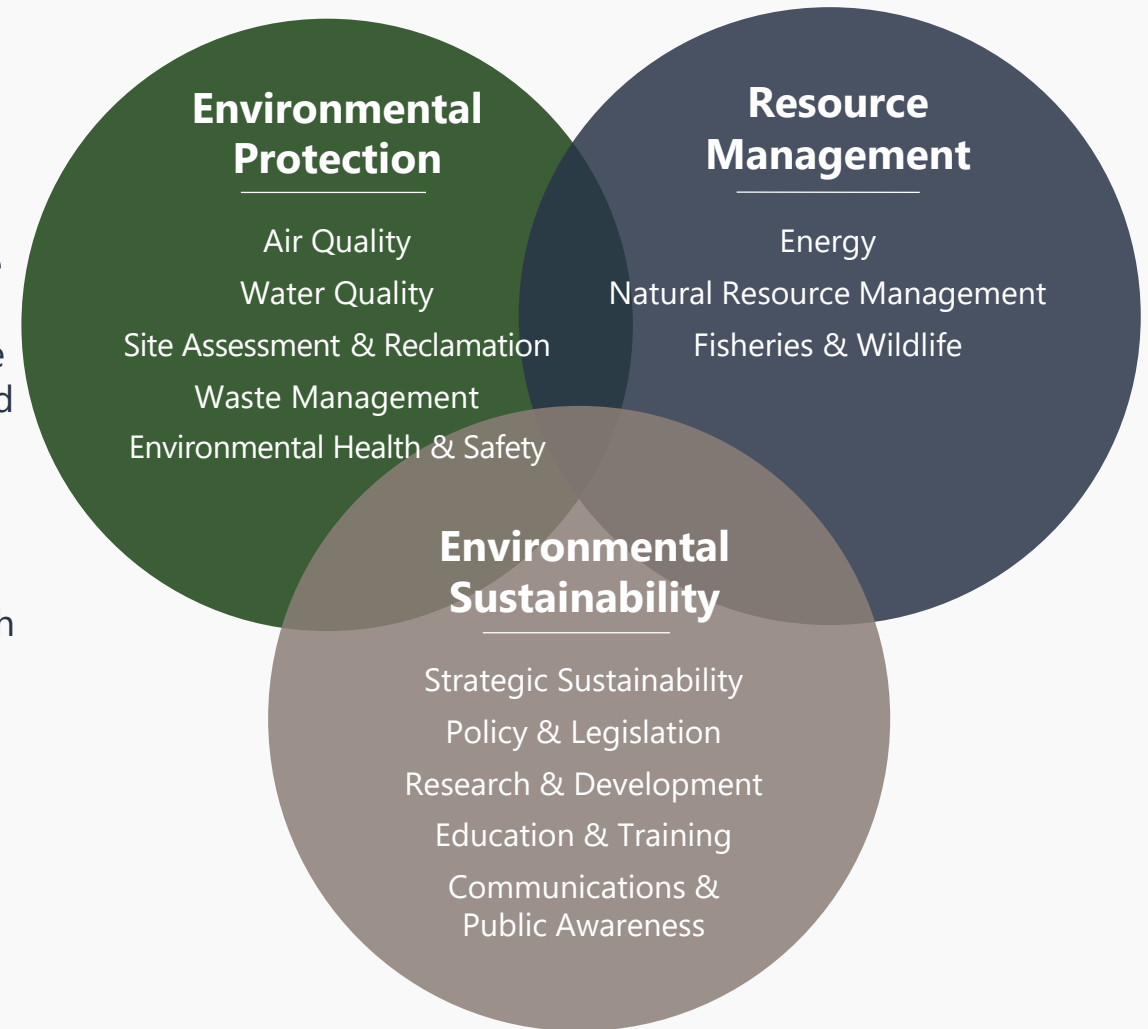 Environmental
Protection
Air Quality
Water Quality
Site Assessment & Reclamation
Waste Management
Environmental Health & Safety
Resource
Management
Energy
Natural Resource Management
Fisheries & Wildlife
Environmental
Sustainability
Strategic Sustainability
Policy & Legislation
Research & Development
Education & Training
Communications &
Public Awareness